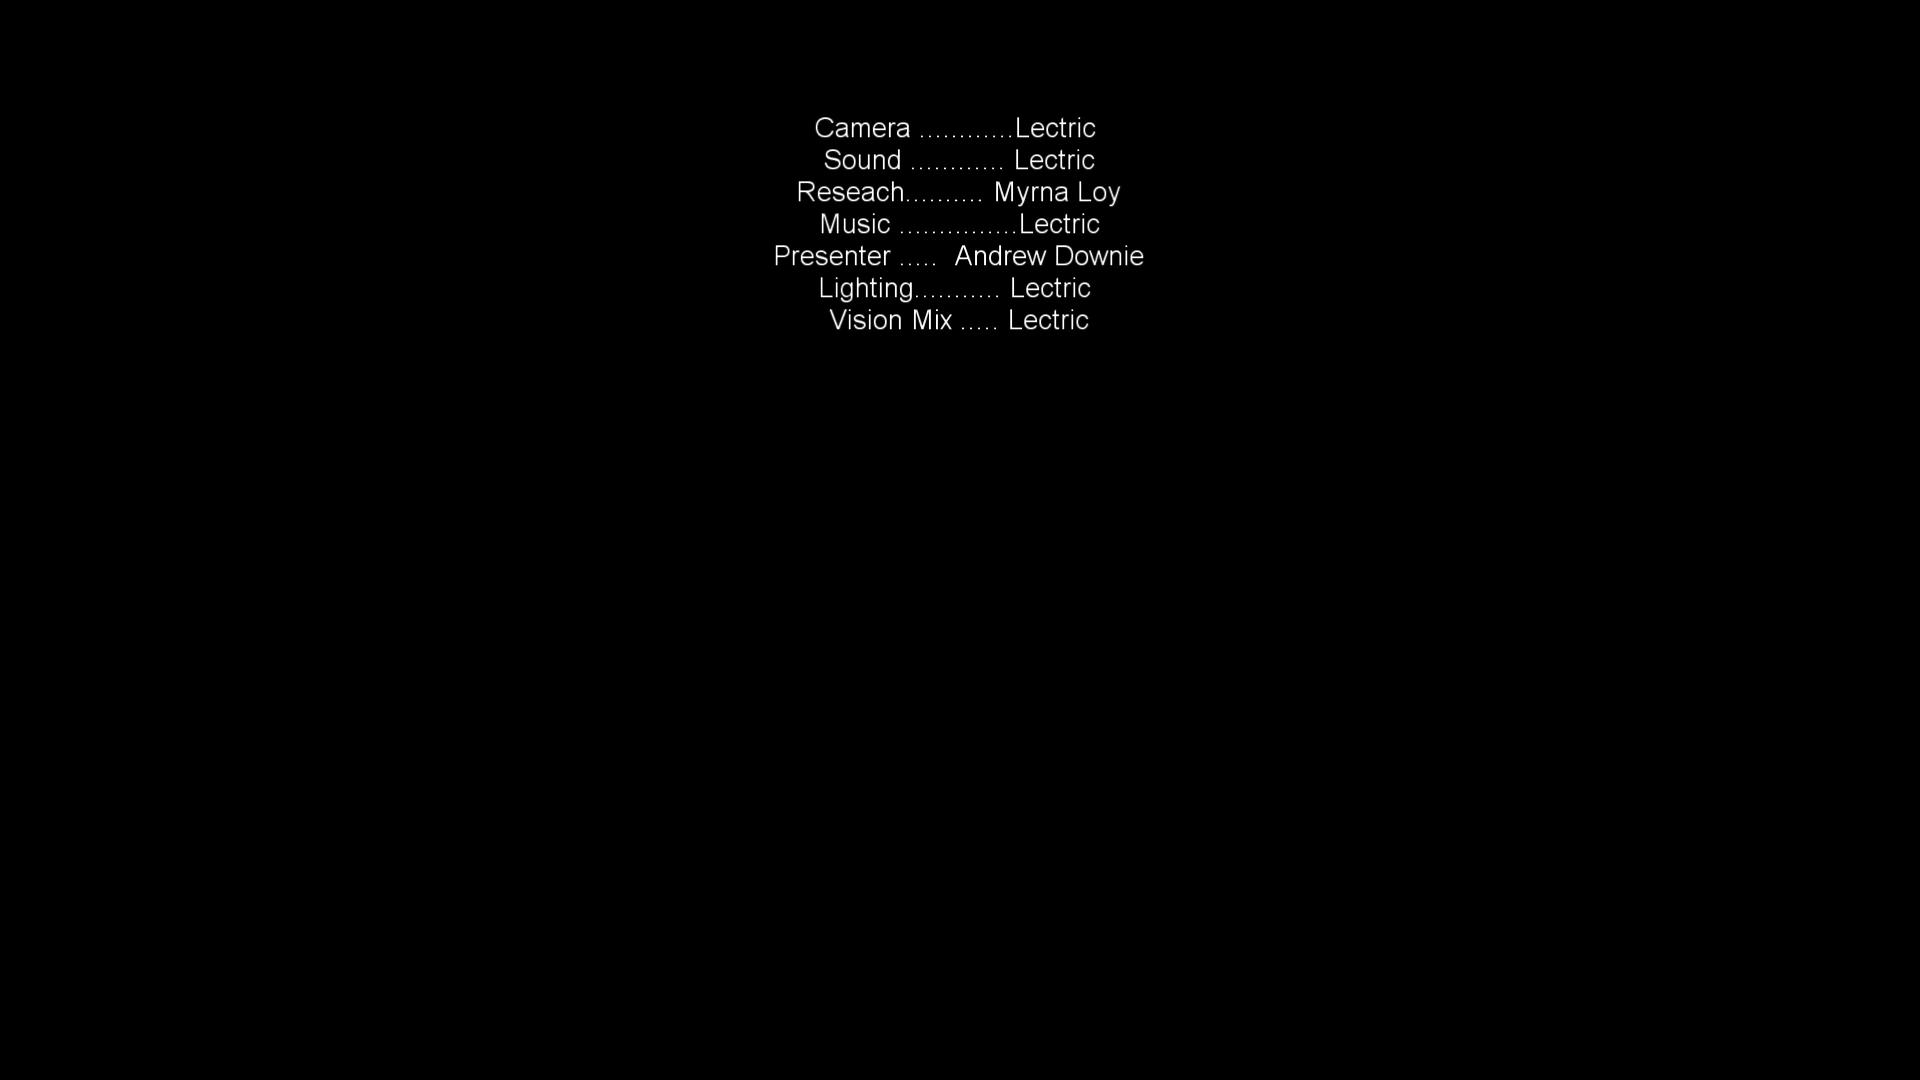 Camera ............Lectric
Sound ............ Lectric
Reseach.......... Myrna Loy
Music ...............Lectric
Presenter .....  Andrew Downie
Lighting........... Lectric
Vision Mix ..... Lectric